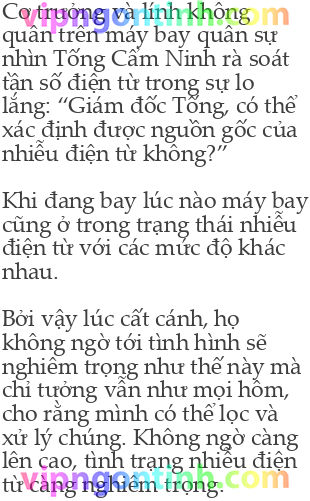 Cơ trưởng và lính không
quân trên máy bay quân sự
nhìn Tống Cẩm Ninh rà soát
tần số điện từ trong sự lo
lắng: “Giám đốc Tống, có thể
xác định được nguồn gốc của
nhiễu điện từ không?”
Khi đang bay lúc nào máy bay
cũng ở trong trạng thái nhiễu
điện từ với các mức độ khác
nhau.
Bởi vậy lúc cất cánh, họ
không ngờ tới tình hình sẽ
nghiêm trọng như thế này mà
chỉ tưởng vẫn như mọi hôm,
cho rằng mình có thể lọc và
xử lý chúng. Không ngờ càng
lên cao, tình trạng nhiễu điện
từ càng nghiêm trọng.
vipngontinh.com
vipngontinh.com
vipngontinh.com